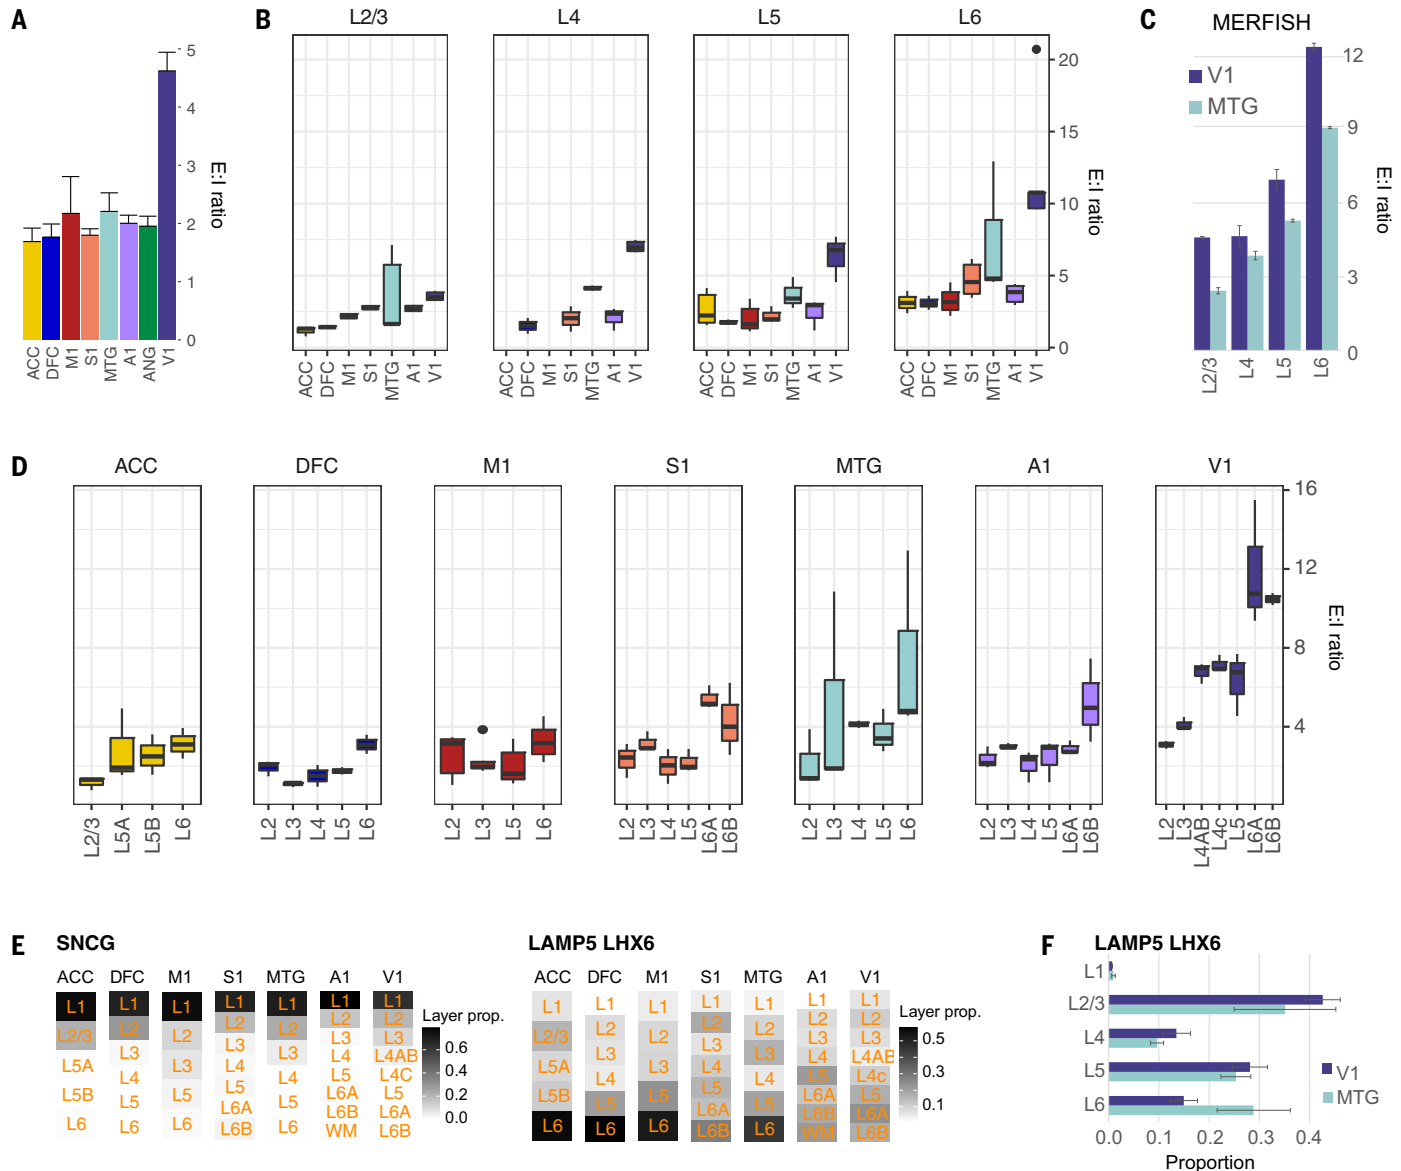 A
5
4
3
2
1
0
E:I ratio
ACC
DFC
M1
S1
MTG
A1
ANG
V1
B
L2/3
L4
L5
L6
20
15
10
5
0
E:I ratio
ACC
DFC
M1
S1
MTG
A1
V1
ACC
DFC
M1
S1
MTG
A1
V1
ACC
DFC
M1
S1
MTG
A1
V1
ACC
DFC
M1
S1
MTG
A1
V1
C
MERFISH
V1
MTG
12
9
6
3
0
E:I ratio
L2/3
L4
L5
L6
D
ACC
DFC
M1
S1
MTG
A1
V1
16
12
8
4
E:I ratio
L2/3
L5A
L5B
L6
L2
L3
L4
L5
L6
L2
L3
L5
L6
L2
L3
L4
L5
L6A
L6B
L2
L3
L4
L5
L6
L2
L3
L4
L5
L6A
L6B
L2
L3
L4AB
L4c
L5
L6A
L6B
E
SNCG
ACC
L1
L2/3
L5A
L5B
L6
DFC
L1
L2
L3
L4
L5
L6
M1
L1
L2
L3
L5
L6
S1
L1
L2
L3
L4
L5
L6A
L6B
MTG
L1
L2
L3
L4
L5
L6
A1
L1
L2
L3
L4
L5
L6A
L6B
WM
V1
L1
L2
L3
L4AB
L4C
L5
L6A
L6B
Layer prop.
0.6
0.4
0.2
0.0
LAMP5 LHX6
ACC
L1
L2/3
L5A
L5B
L6
DFC
L1
L2
L3
L4
L5
L6
M1
L1
L2
L3
L5
L6
S1
L1
L2
L3
L4
L5
L6A
L6B
MTG
L1
L2
L3
L4
L5
L6
A1
L1
L2
L3
L4
L5
L6A
L6B
WM
V1
L1
L2
L3
L4AB
L4c
L5
L6A
L6B
Layer prop.
0.5
0.3
0.1
F
LAMP5 LHX6
L1
L2/3
L4
L5
L6
V1
MTG
0.0
0.1
0.2
0.3
0.4
Proportion